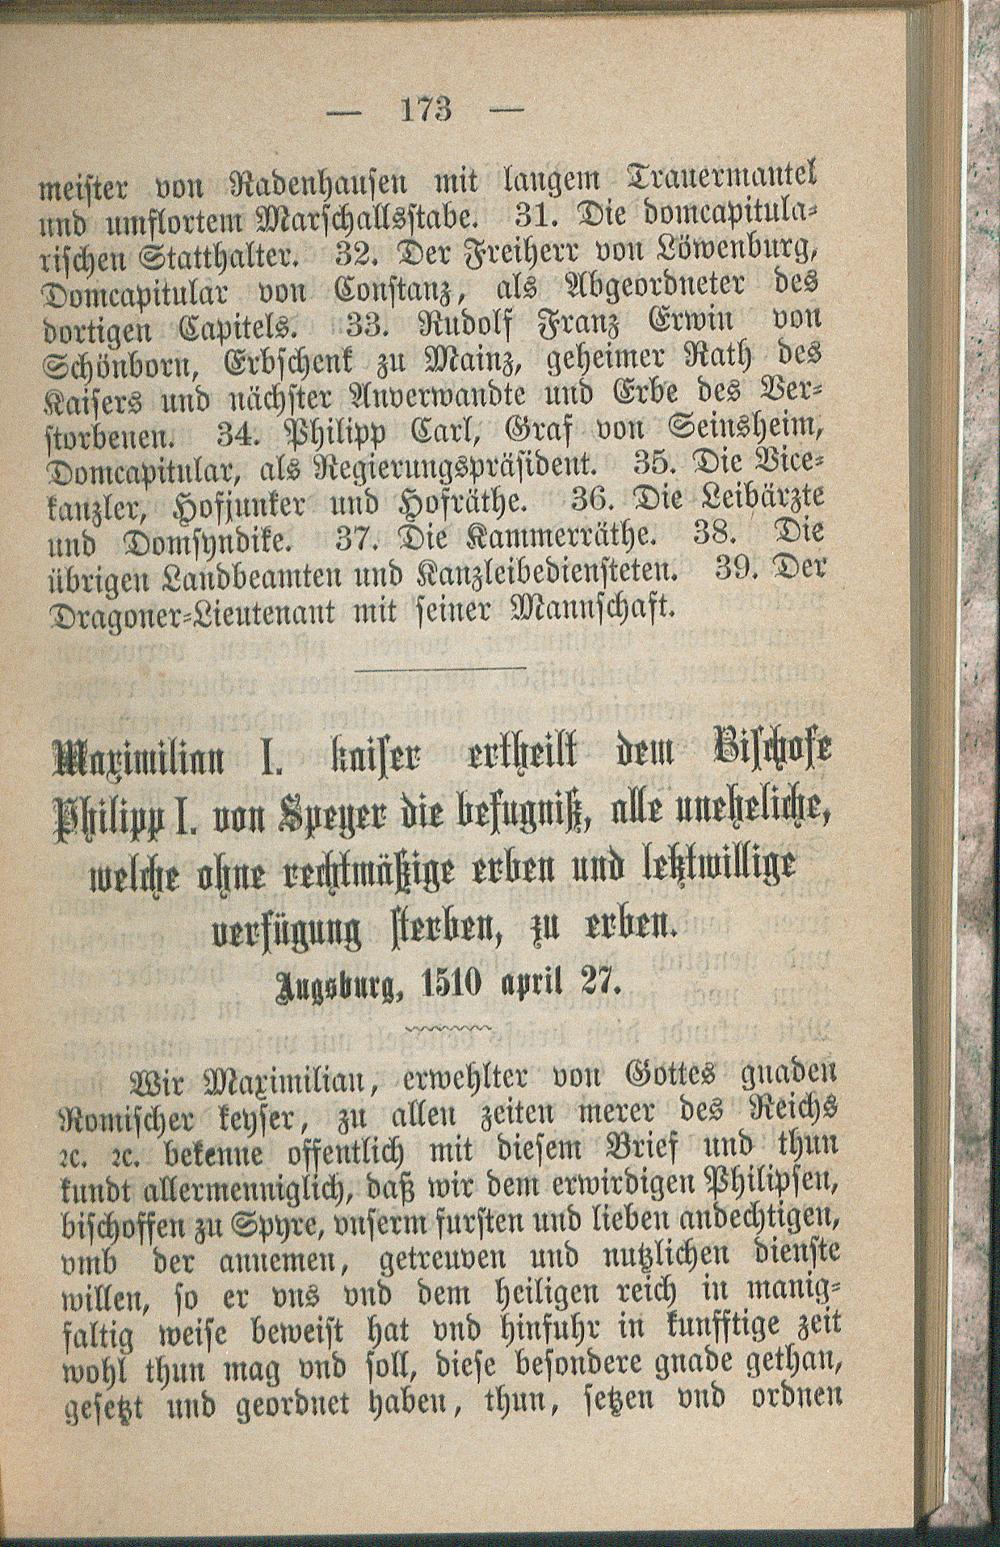 — 173 —
meister von Radenhausen mit langem Trauermantel
und umflortem Marschallsstabe. 31. Die domcapitula-
rischen Statthalter. 32. Der Freiherr von Löwenburg,
Domcapitular von Constanz, als Abgeordneter des
dortigen Capitels. 33. Rudolf Franz Erwin von
Schönborn, Erbschenk zu Mainz, geheimer Rath des
Kaisers und nächster Anverwandte und Erbe des Ver-
storbenen. 34. Philipp Carl, Graf von Seinsheim,
Domcapitular, als Regierungspräsident. 35. Die Vice-
kanzler, Hofjunker und Hofräthe. 36. Die Leibärzte
und Domsyndike. 37. Die Kammerräthe. 38. Die
übrigen Landbeamten und Kanzleibediensteten. 39. Der
Dragoner-Lieutenant mit seiner Mannschaft.
Maximilian I. kaiser ertheilt dem Bischofe
Philipp I. von Speyer die befugniß, alle uneheliche,
welche ohne rechtmäßige erben und letztwillige
verfügung sterben, zu erben.
Augsburg, 1510 april 27.
Wir Maximilian, erwehlter von Gottes gnaden
Romischer keyser, zu allen zeiten merer des Reichs
ꝛc. ꝛc. bekenne offentlich mit diesem Brief und thun
kundt allermenniglich, daß wir dem erwirdigen Philipsen,
bischoffen zu Spyre, vnserm fursten und lieben andechtigen,
vmb der annemen, getreuven und nutzlichen dienste
willen, so er vns vnd dem heiligen reich in manig-
faltig weise beweist hat vnd hinfuhr in kunfftige zeit
wohl thun mag vnd soll, diese besondere gnade gethan,
gesetzt und geordnet haben, thun, setzen vnd ordnen